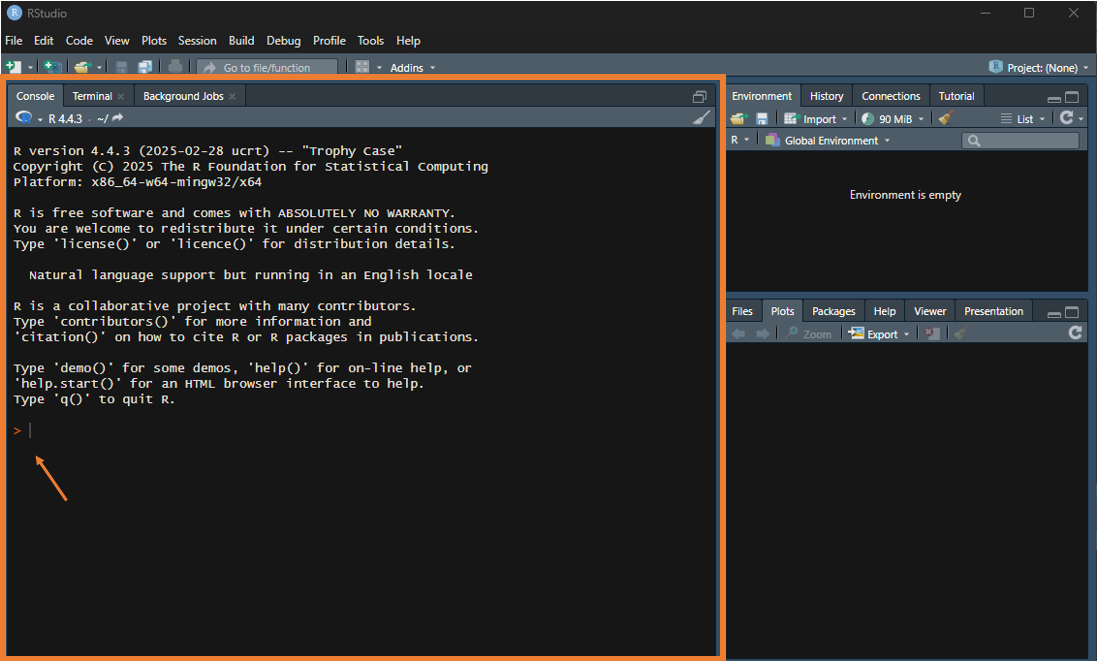 R RStudio
File Edit Code View Plots Session Build Debug Profile Tools Help
Go to file/function Addins R Project: (None)
Console Terminal Background Jobs
R R 4.4.3 · ~/
R version 4.4.3 (2025-02-28 ucrt) -- "Trophy Case"
Copyright (C) 2025 The R Foundation for Statistical Computing
Platform: x86_64-w64-mingw32/x64
R is free software and comes with ABSOLUTELY NO WARRANTY.
You are welcome to redistribute it under certain conditions.
Type 'license()' or 'licence()' for distribution details.
Natural language support but running in an English locale
R is a collaborative project with many contributors.
Type 'contributors()' for more information and
'citation()' on how to cite R or R packages in publications.
Type 'demo()' for some demos, 'help()' for on-line help, or
'help.start()' for an HTML browser interface to help.
Type 'q()' to quit R.
>
Environment History Connections Tutorial
Import 90 MiB List
R Global Environment
Environment is empty
Files Plots Packages Help Viewer Presentation
Zoom Export